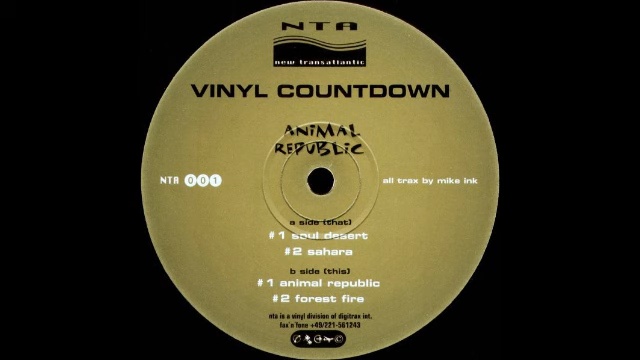 NTA
new transatlantic
VINYL COUNTDOWN
ANiMAL
REPUBLIC
NTA 001
all trax by mike ink
a side (that)
#1 soul desert
#2 sahara
b side (this)
#1 animal republic
#2 forest fire
nta is a vinyl division of digitrax int.
fax'n'fone +49/221-561243